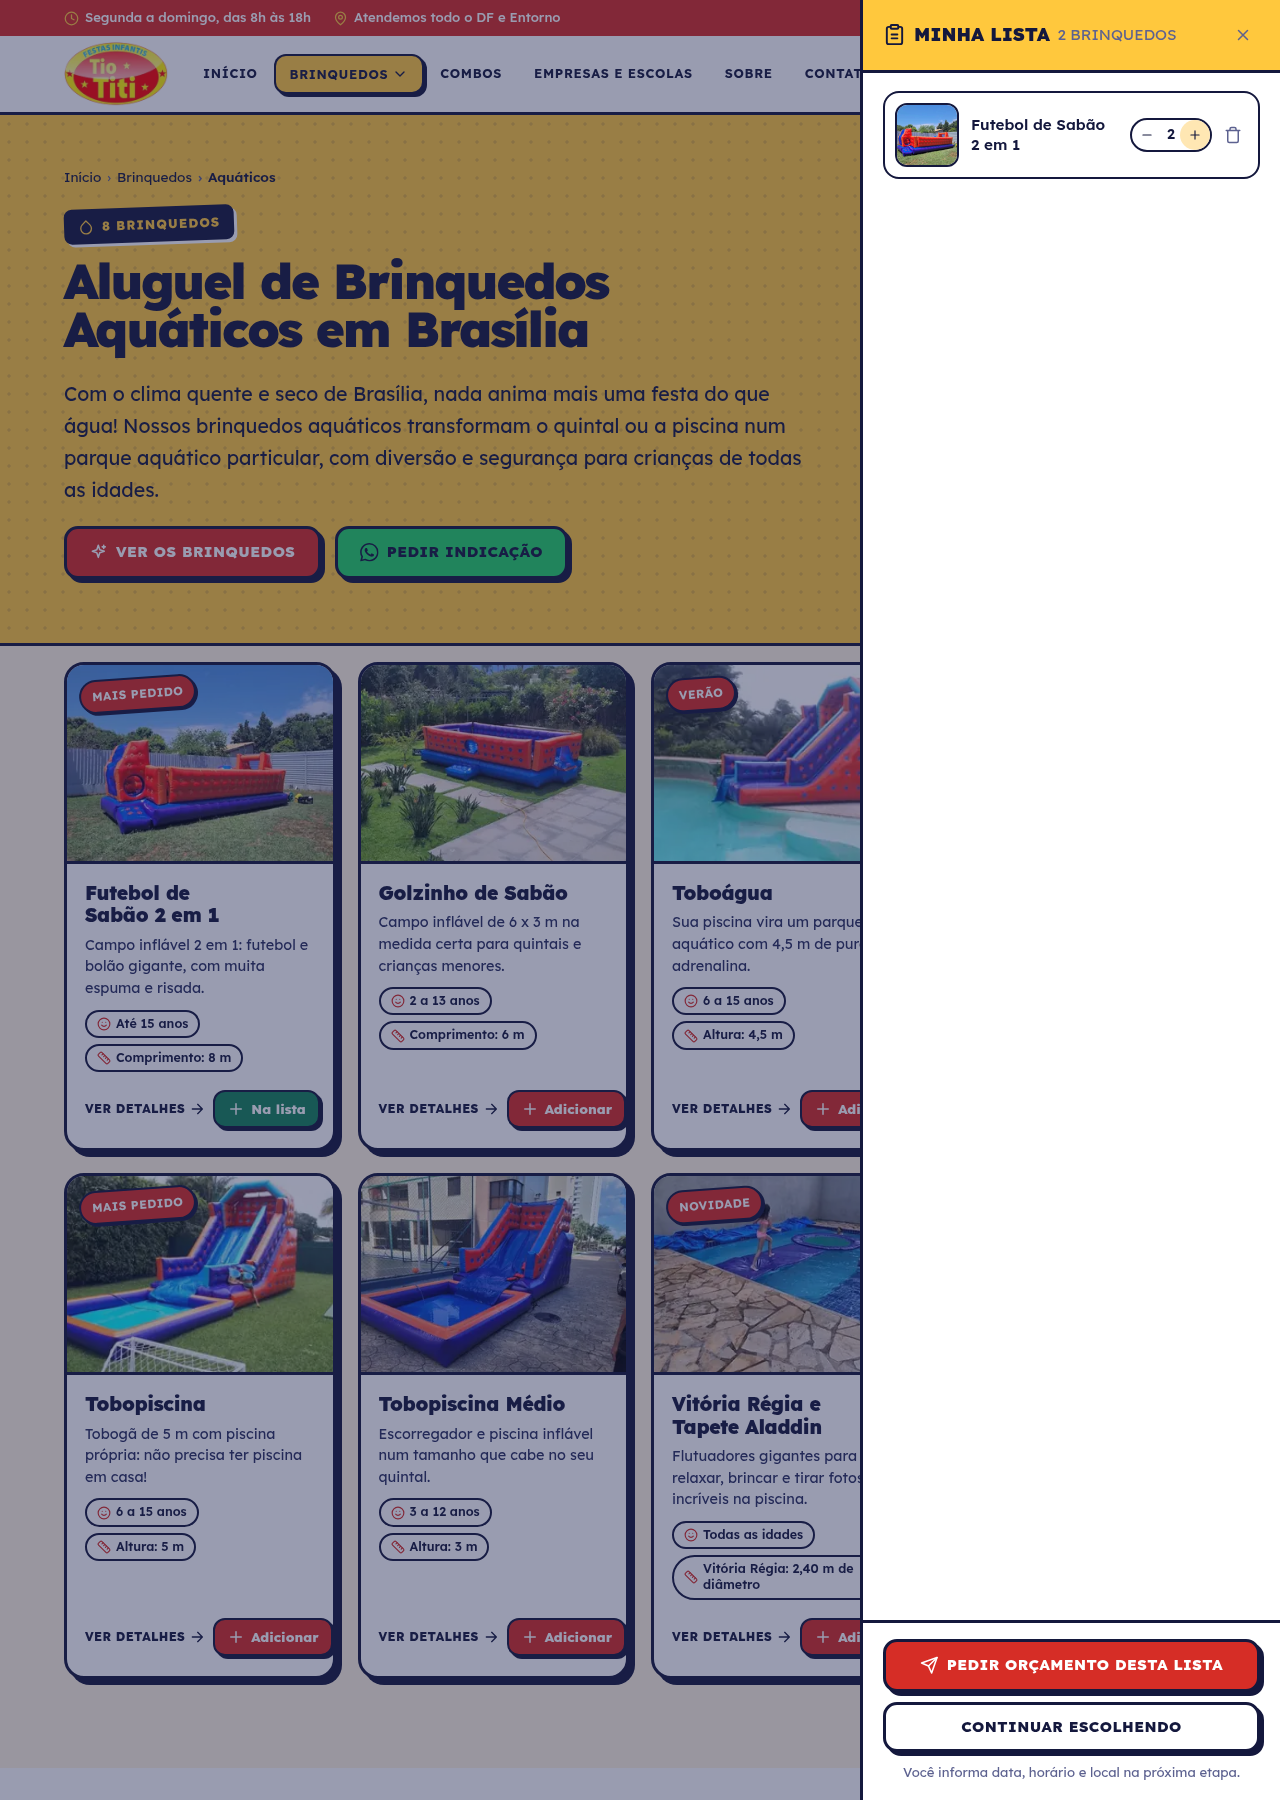 Segunda a domingo, das 8h às 18h
Atendemos todo o DF e Entorno
FESTAS INFANTIS
Tio
Titi
INÍCIO
BRINQUEDOS
COMBOS
EMPRESAS E ESCOLAS
SOBRE
CONTAT
Início › Brinquedos › Aquáticos
8 BRINQUEDOS
Aluguel de Brinquedos
Aquáticos em Brasília
Com o clima quente e seco de Brasília, nada anima mais uma festa do que
água! Nossos brinquedos aquáticos transformam o quintal ou a piscina num
parque aquático particular, com diversão e segurança para crianças de todas
as idades.
VER OS BRINQUEDOS
PEDIR INDICAÇÃO
MAIS PEDIDO
Futebol de
Sabão 2 em 1
Campo inflável 2 em 1: futebol e
bolão gigante, com muita
espuma e risada.
Até 15 anos
Comprimento: 8 m
VER DETALHES
Na lista
Golzinho de Sabão
Campo inflável de 6 x 3 m na
medida certa para quintais e
crianças menores.
2 a 13 anos
Comprimento: 6 m
VER DETALHES
Adicionar
VERÃO
Toboágua
Sua piscina vira um parque
aquático com 4,5 m de pur
adrenalina.
6 a 15 anos
Altura: 4,5 m
VER DETALHES
Adi
MAIS PEDIDO
Tobopiscina
Tobogã de 5 m com piscina
própria: não precisa ter piscina
em casa!
6 a 15 anos
Altura: 5 m
VER DETALHES
Adicionar
Tobopiscina Médio
Escorregador e piscina inflável
num tamanho que cabe no seu
quintal.
3 a 12 anos
Altura: 3 m
VER DETALHES
Adicionar
NOVIDADE
Vitória Régia e
Tapete Aladdin
Flutuadores gigantes para
relaxar, brincar e tirar fotos
incríveis na piscina.
Todas as idades
Vitória Régia: 2,40 m de
diâmetro
VER DETALHES
Adi
MINHA LISTA 2 BRINQUEDOS
Futebol de Sabão
2 em 1
2
PEDIR ORÇAMENTO DESTA LISTA
CONTINUAR ESCOLHENDO
Você informa data, horário e local na próxima etapa.